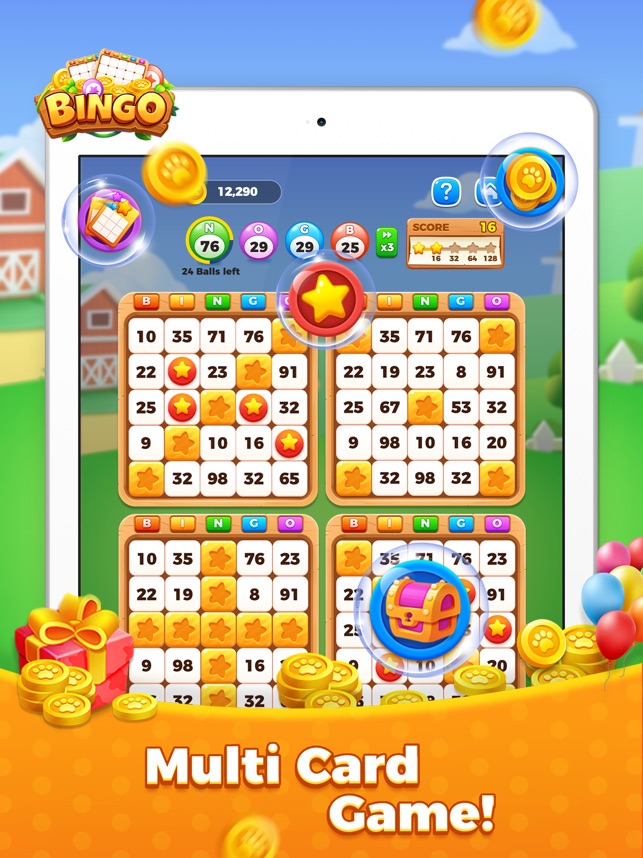 BINGO
12,290
? 
N O G B
76 29 29 25 x3
SCORE 16
16 32 64 128
24 Balls left
B I N G
10 35 71 76
22 23 91
25 32
9 10 16
32 98 32 65
I N G O
35 71 76
22 19 23 8 91
25 67 53 32
9 98 10 16 20
32 98 32
B I N G O
10 35 76 23
22 19 8 91
9 98 16
32 32
B I N G O
35 71 76 23
22 91
9 10 20
Multi Card
Game!